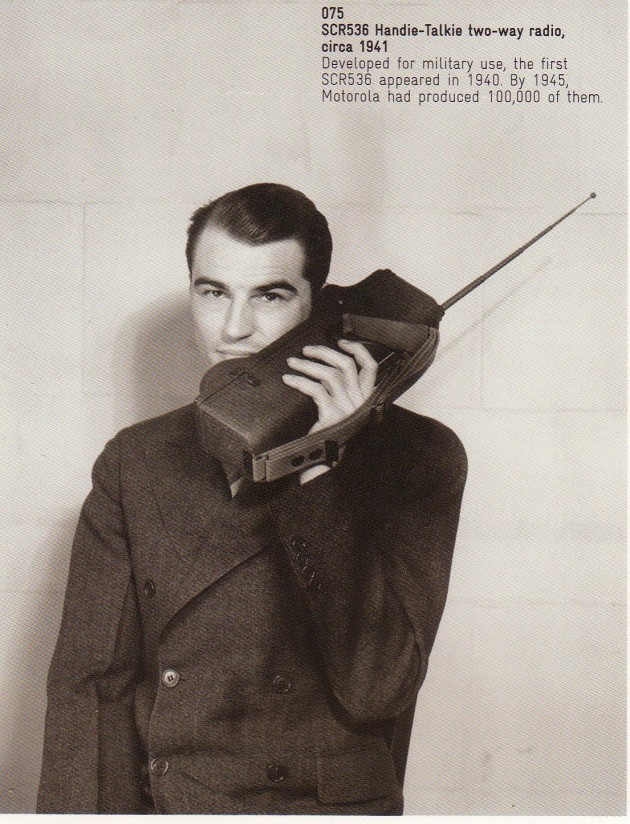 075
SCR536 Handie-Talkie two-way radio,
circa 1941
Developed for military use, the first
SCR536 appeared in 1940. By 1945,
Motorola had produced 100,000 of them.